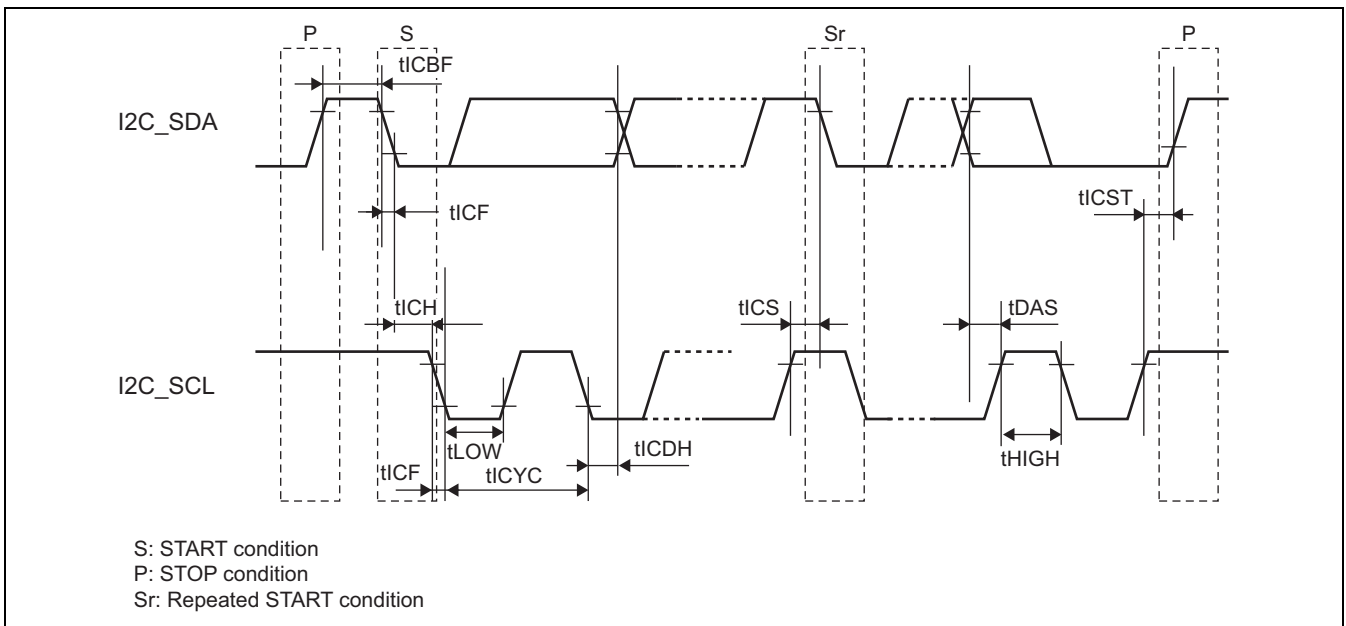 P S Sr P
tICBF
I2C_SDA
tICST
tICF
tICH tICS tDAS
I2C_SCL
tLOW tICDH tHIGH
tICF tICYC
S: START condition
P: STOP condition
Sr: Repeated START condition